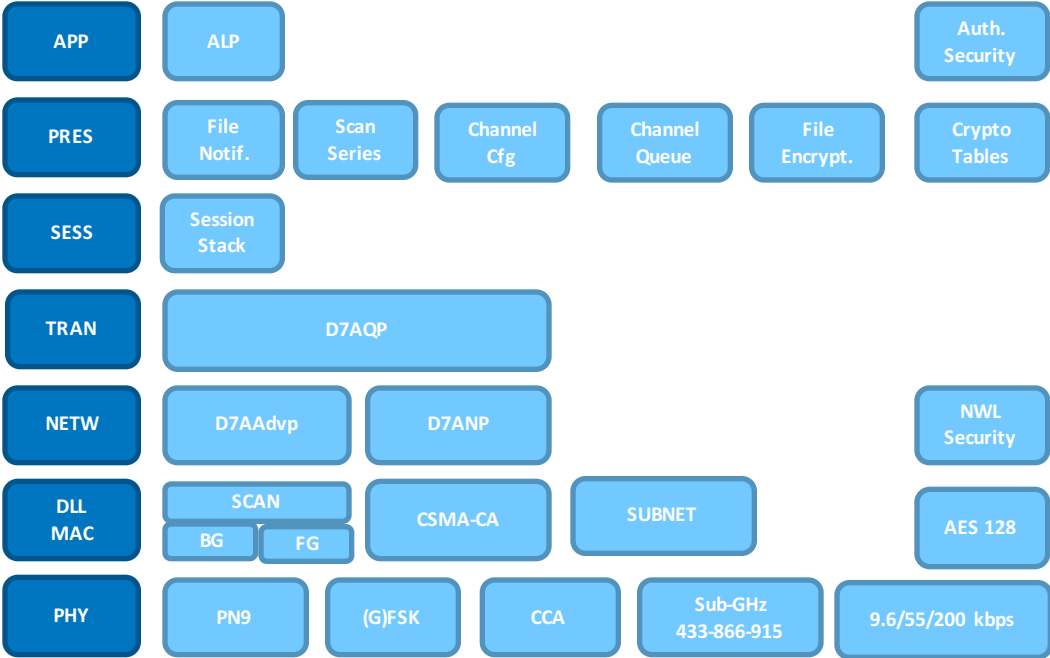 APP
ALP
Auth.
Security
PRES
File
Notif.
Scan
Series
Channel
Cfg
Channel
Queue
File
Encrypt.
Crypto
Tables
SESS
Session
Stack
TRAN
D7AQP
NETW
D7AAdvp
D7ANP
NWL
Security
DLL
MAC
SCAN
BG
FG
CSMA-CA
SUBNET
AES 128
PHY
PN9
(G)FSK
CCA
Sub-GHz
433-866-915
9.6/55/200 kbps